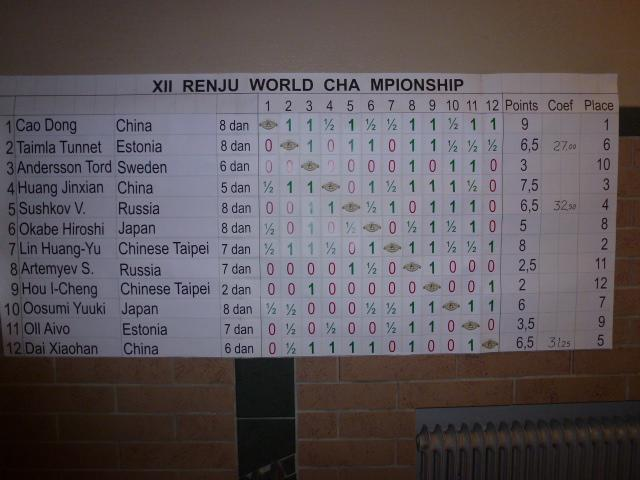 XII RENJU WORLD CHA MPIONSHIP
1 2 3 4 5 6 7 8 9 10 11 12 Points Coef Place
1 Cao Dong China 8 dan 1 1 ½ 1 ½ ½ 1 1 ½ 1 1 9 1
2 Taimla Tunnet Estonia 8 dan 0 1 0 1 1 0 1 1 ½ ½ ½ 6,5 27,00 6
3 Andersson Tord Sweden 6 dan 0 0 0 0 0 0 1 0 1 1 0 3 10
4 Huang Jinxian China 5 dan ½ 1 1 0 1 ½ 1 1 1 ½ 0 7,5 3
5 Sushkov V. Russia 8 dan 0 0 1 1 ½ 1 0 1 1 1 0 6,5 32,50 4
6 Okabe Hiroshi Japan 8 dan ½ 0 1 0 ½ 0 ½ 1 ½ 1 0 5 8
7 Lin Huang-Yu Chinese Taipei 7 dan ½ 1 1 ½ 0 1 1 1 ½ ½ 1 8 2
8 Artemyev S. Russia 7 dan 0 0 0 0 1 ½ 0 1 0 0 0 2,5 11
9 Hou I-Cheng Chinese Taipei 2 dan 0 0 1 0 0 0 0 0 0 0 1 2 12
10 Oosumi Yuuki Japan 8 dan ½ ½ 0 0 0 ½ ½ 1 1 1 1 6 7
11 Oll Aivo Estonia 7 dan 0 ½ 0 ½ 0 0 ½ 1 1 0 0 3,5 9
12 Dai Xiaohan China 6 dan 0 ½ 1 1 1 1 0 1 0 0 1 6,5 31,25 5